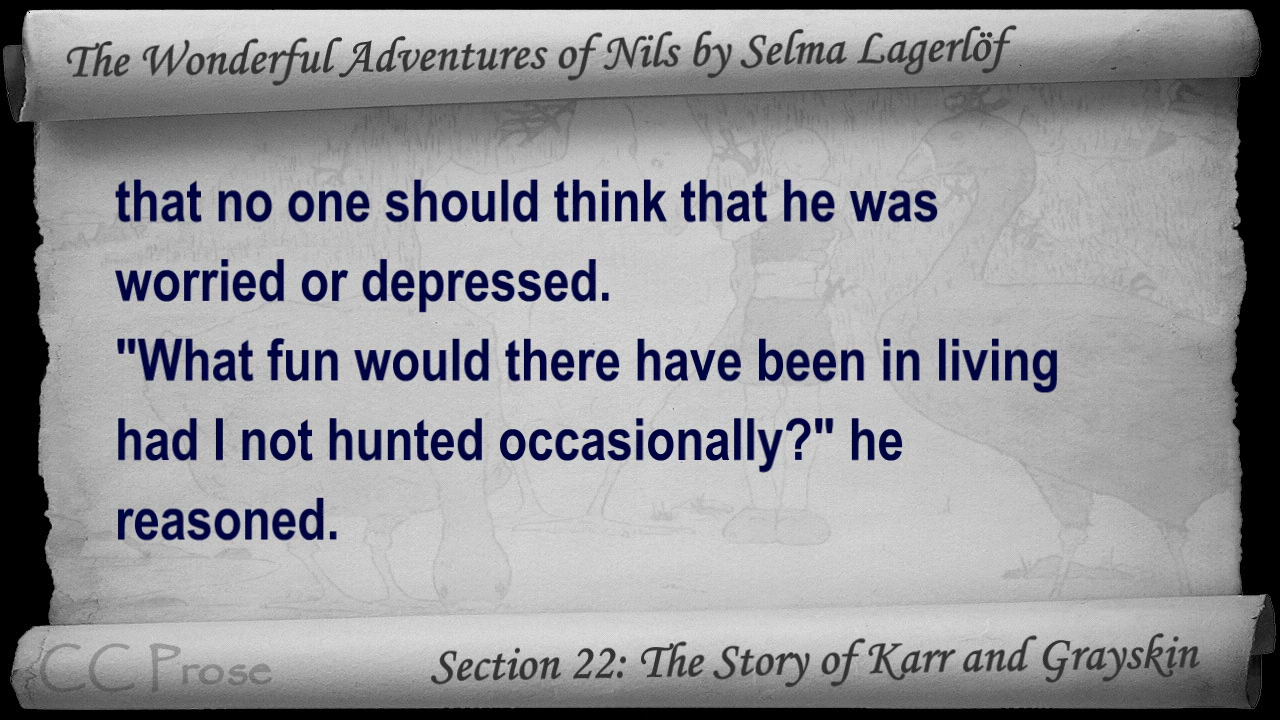 The Wonderful Adventures of Nils by Selma Lagerlöf
that no one should think that he was
worried or depressed.
"What fun would there have been in living
had I not hunted occasionally?" he
reasoned.
CC Prose
Section 22: The Story of Karr and Grayskin